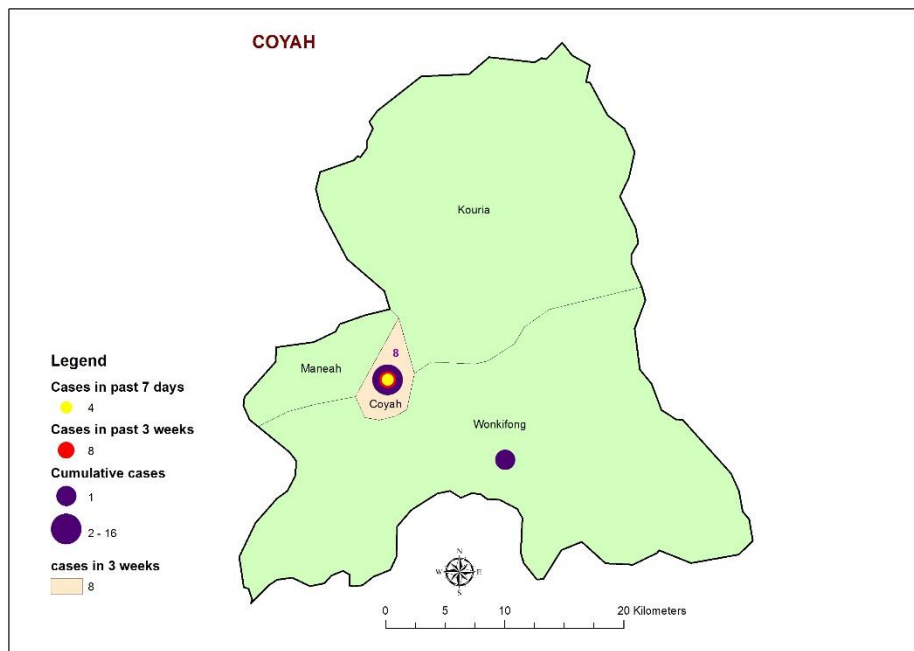 COYAH
Kouria
8
Maneah
Coyah
Wonkifong
Legend
Cases in past 7 days
4
Cases in past 3 weeks
8
Cumulative cases
1
2 - 16
cases in 3 weeks
8
N
W E
S
0 5 10 20 Kilometers